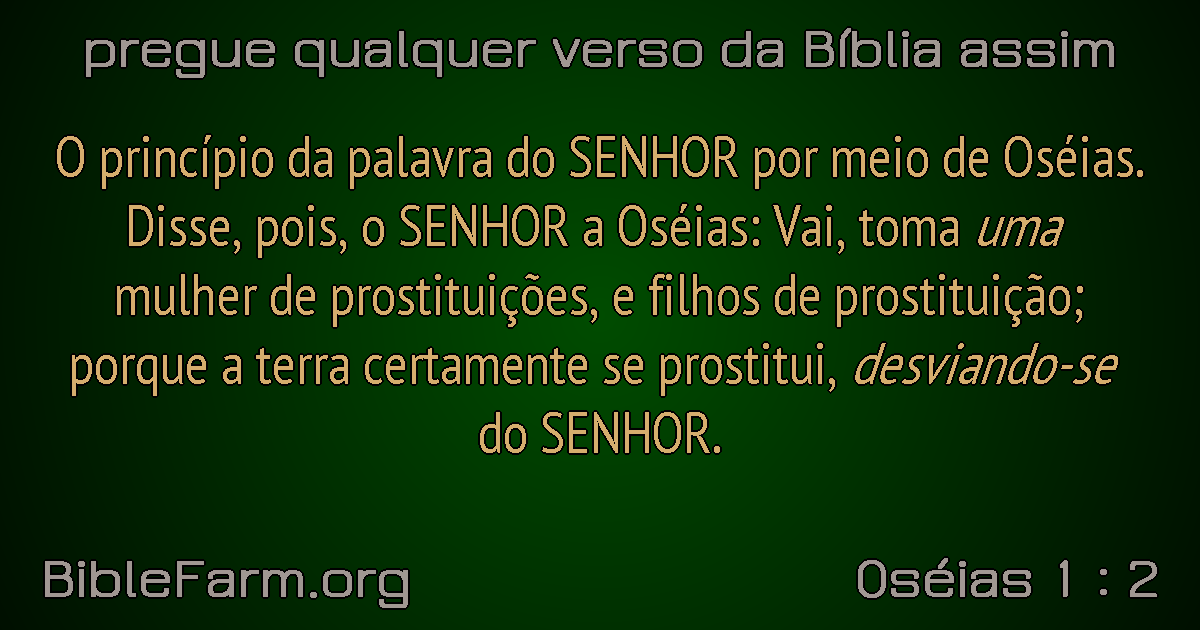 pregue qualquer verso da Bíblia assim
O princípio da palavra do SENHOR por meio de Oséias.
Disse, pois, o SENHOR a Oséias: Vai, toma uma
mulher de prostituições, e filhos de prostituição;
porque a terra certamente se prostitui, desviando-se
do SENHOR.
BibleFarm.org
Oséias 1 : 2